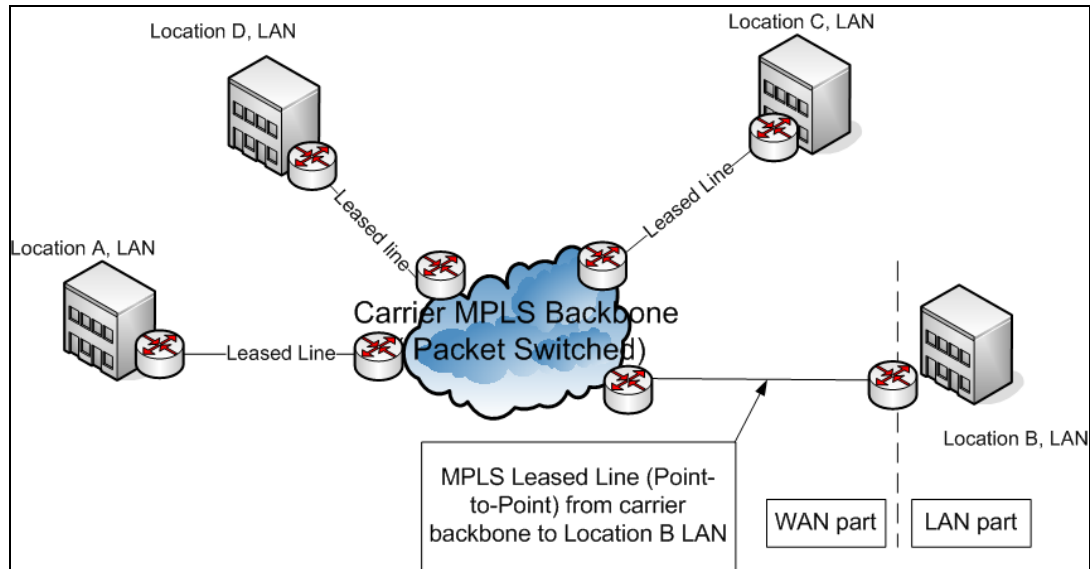 Location D, LAN
Location C, LAN
Leased line
Leased Line
Location A, LAN
Carrier MPLS Backbone
Packet Switched)
Leased Line
Location B, LAN
MPLS Leased Line (Point-
to-Point) from carrier
backbone to Location B LAN
WAN part
LAN part